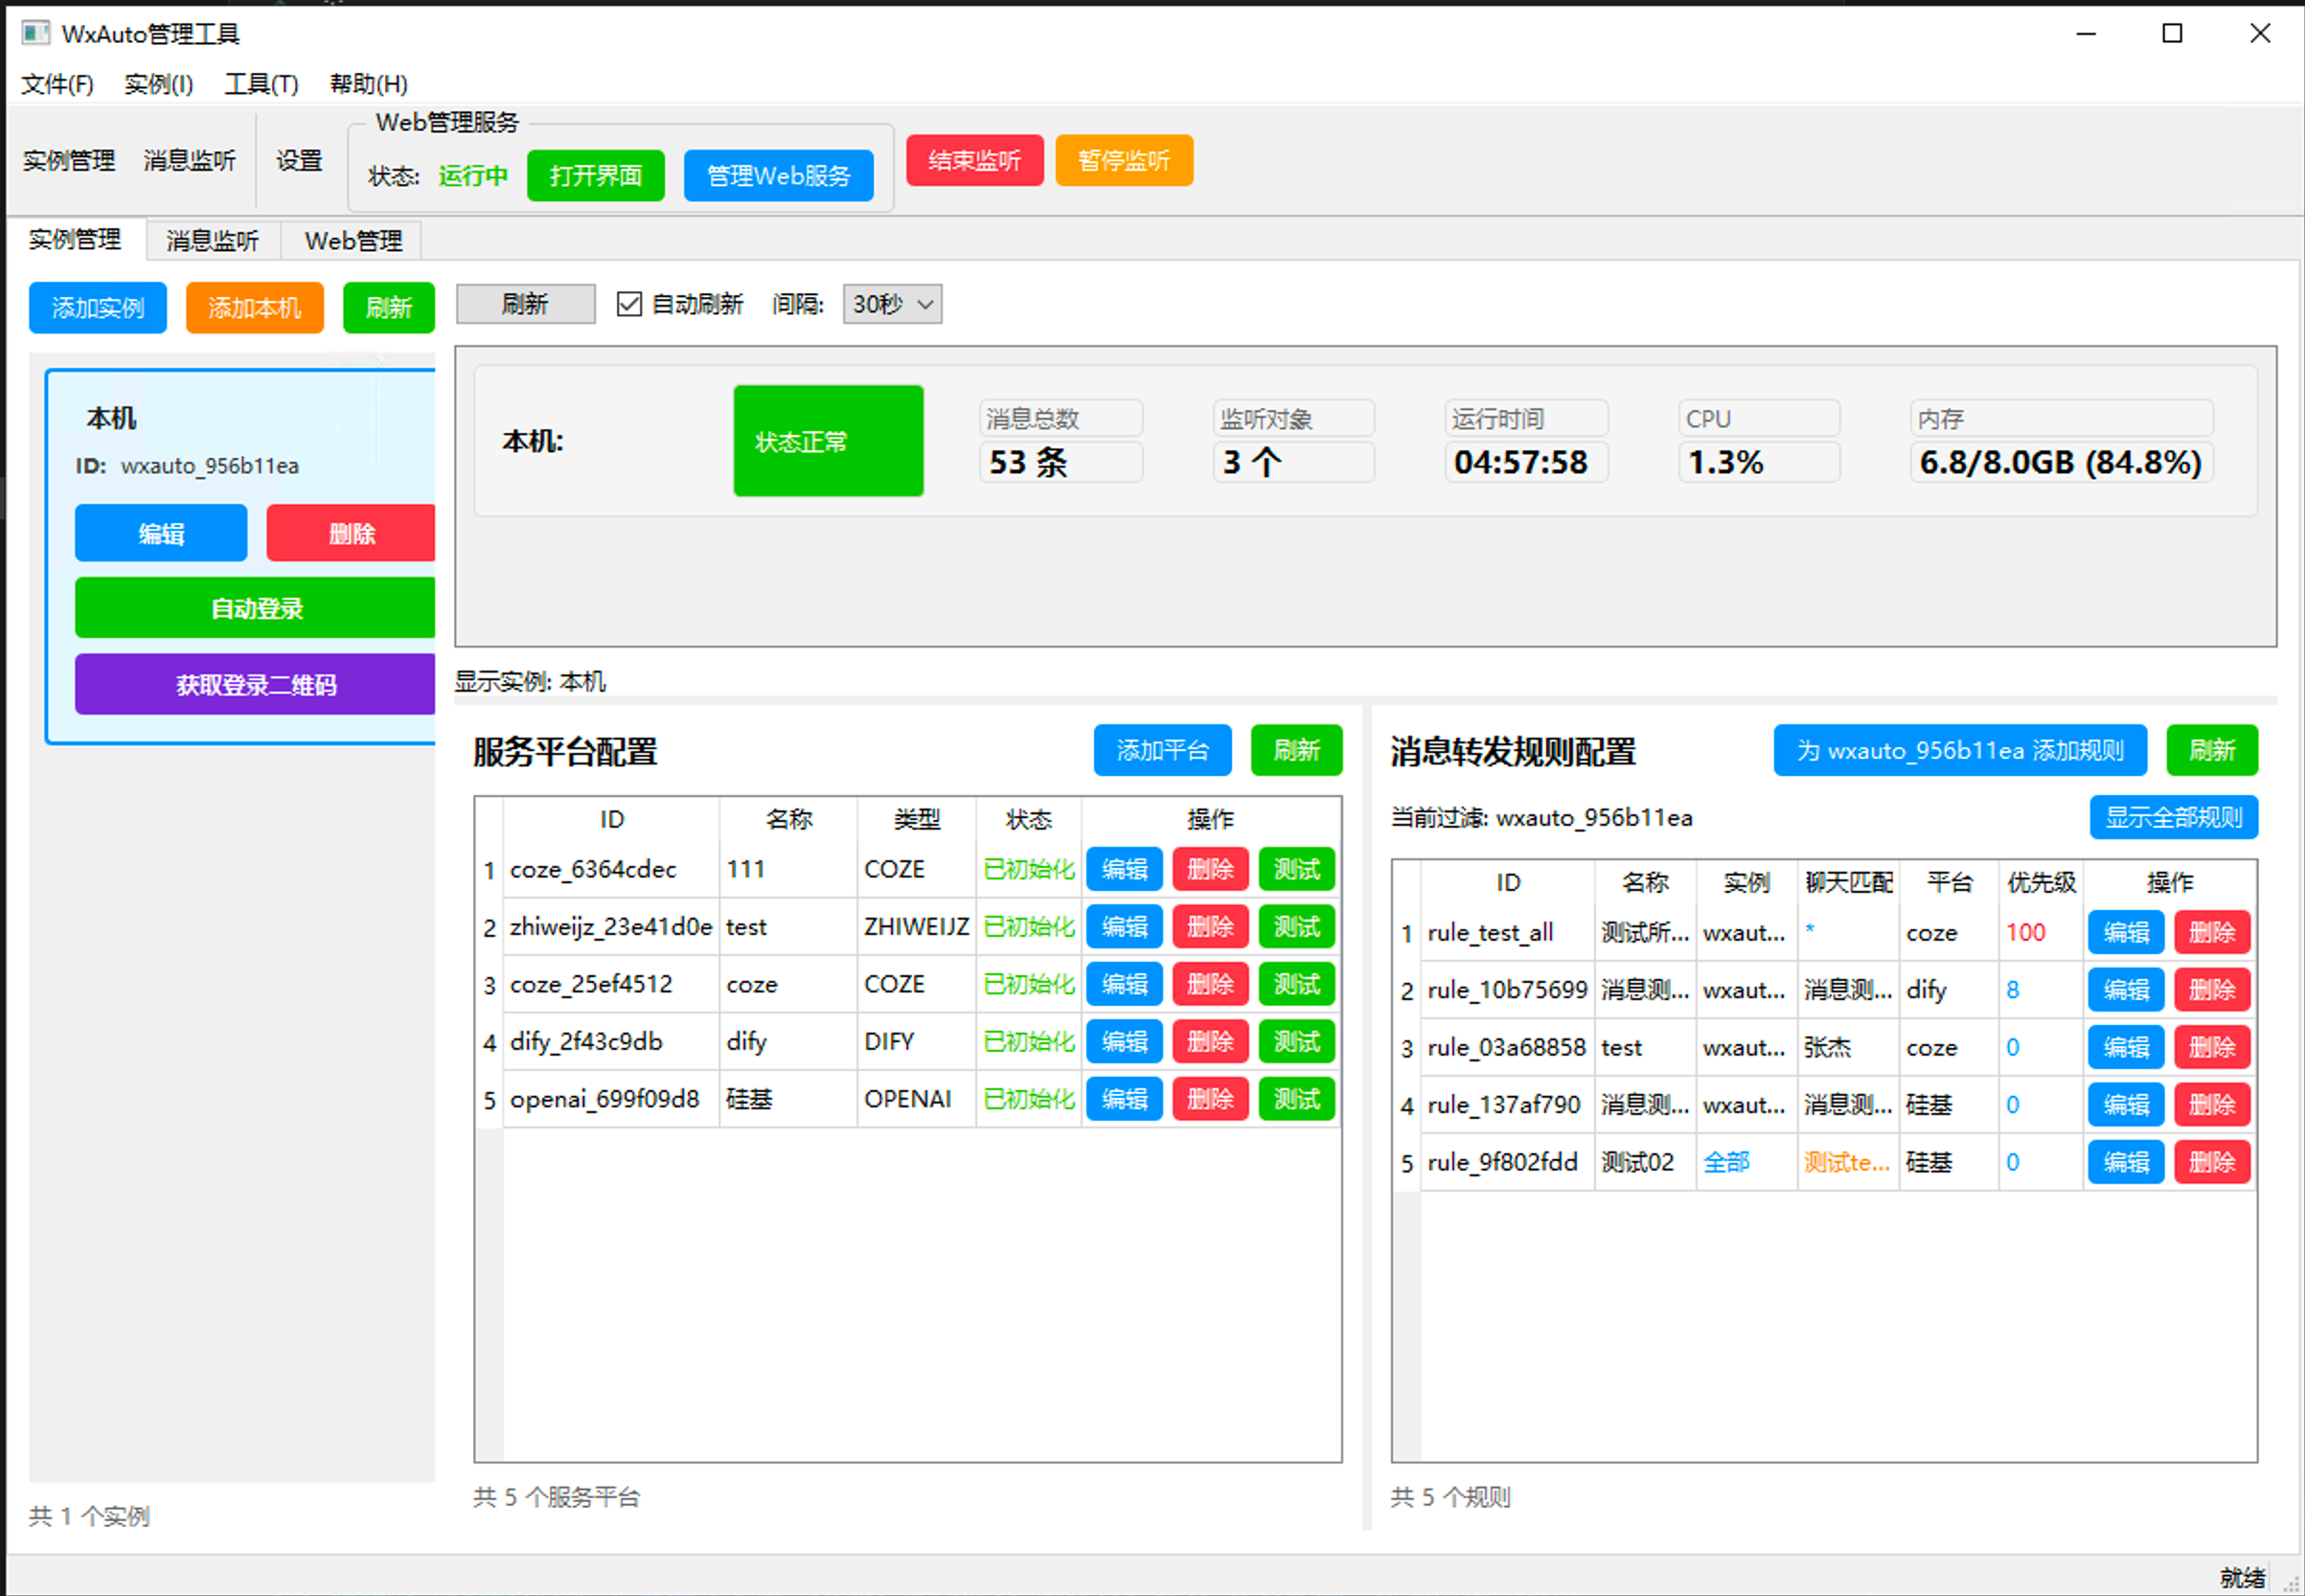 WxAuto管理工具
文件(F) 实例(I) 工具(T) 帮助(H)
实例管理 消息监听 设置
Web管理服务
状态: 运行中 打开界面 管理Web服务
结束监听 暂停监听
实例管理 消息监听 Web管理
添加实例 添加本机 刷新
本机
ID: wxauto_956b11ea
编辑 删除
自动登录
获取登录二维码
共 1 个实例
刷新 自动刷新 间隔: 30秒
本机: 状态正常
消息总数 监听对象 运行时间 CPU 内存
53 条 3 个 04:57:58 1.3% 6.8/8.0GB (84.8%)
显示实例: 本机
服务平台配置 添加平台 刷新
ID 名称 类型 状态 操作
1 coze_6364cdec 111 COZE 已初始化 编辑 删除 测试
2 zhiweijz_23e41d0e test ZHIWEIJZ 已初始化 编辑 删除 测试
3 coze_25ef4512 coze COZE 已初始化 编辑 删除 测试
4 dify_2f43c9db dify DIFY 已初始化 编辑 删除 测试
5 openai_699f09d8 硅基 OPENAI 已初始化 编辑 删除 测试
共 5 个服务平台
消息转发规则配置 为 wxauto_956b11ea 添加规则 刷新
当前过滤: wxauto_956b11ea 显示全部规则
ID 名称 实例 聊天匹配 平台 优先级 操作
1 rule_test_all 测试所... wxaut... * coze 100 编辑 删除
2 rule_10b75699 消息测... wxaut... 消息测... dify 8 编辑 删除
3 rule_03a68858 test wxaut... 张杰 coze 0 编辑 删除
4 rule_137af790 消息测... wxaut... 消息测... 硅基 0 编辑 删除
5 rule_9f802fdd 测试02 全部 测试te... 硅基 0 编辑 删除
共 5 个规则
就绪